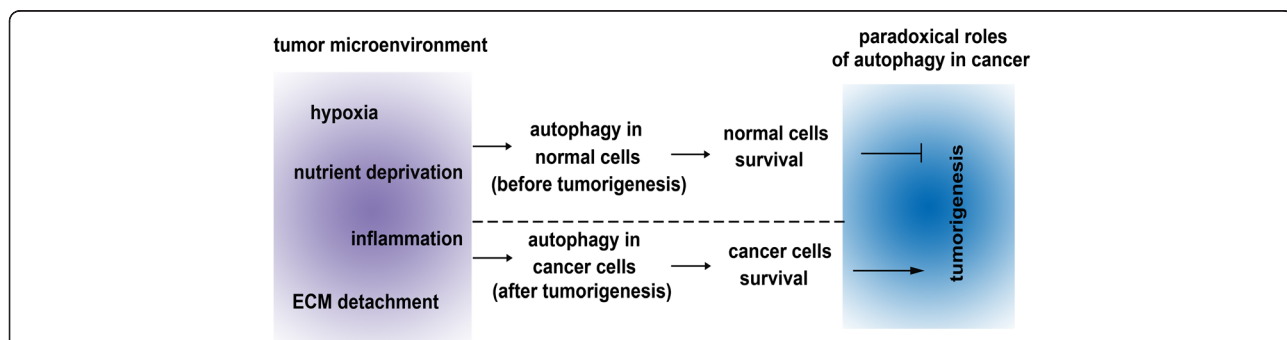 tumor microenvironment
hypoxia
nutrient deprivation
inflammation
ECM detachment
autophagy in
normal cells
(before tumorigenesis)
normal cells
survival
autophagy in
cancer cells
(after tumorigenesis)
cancer cells
survival
paradoxical roles
of autophagy in cancer
tumorigenesis